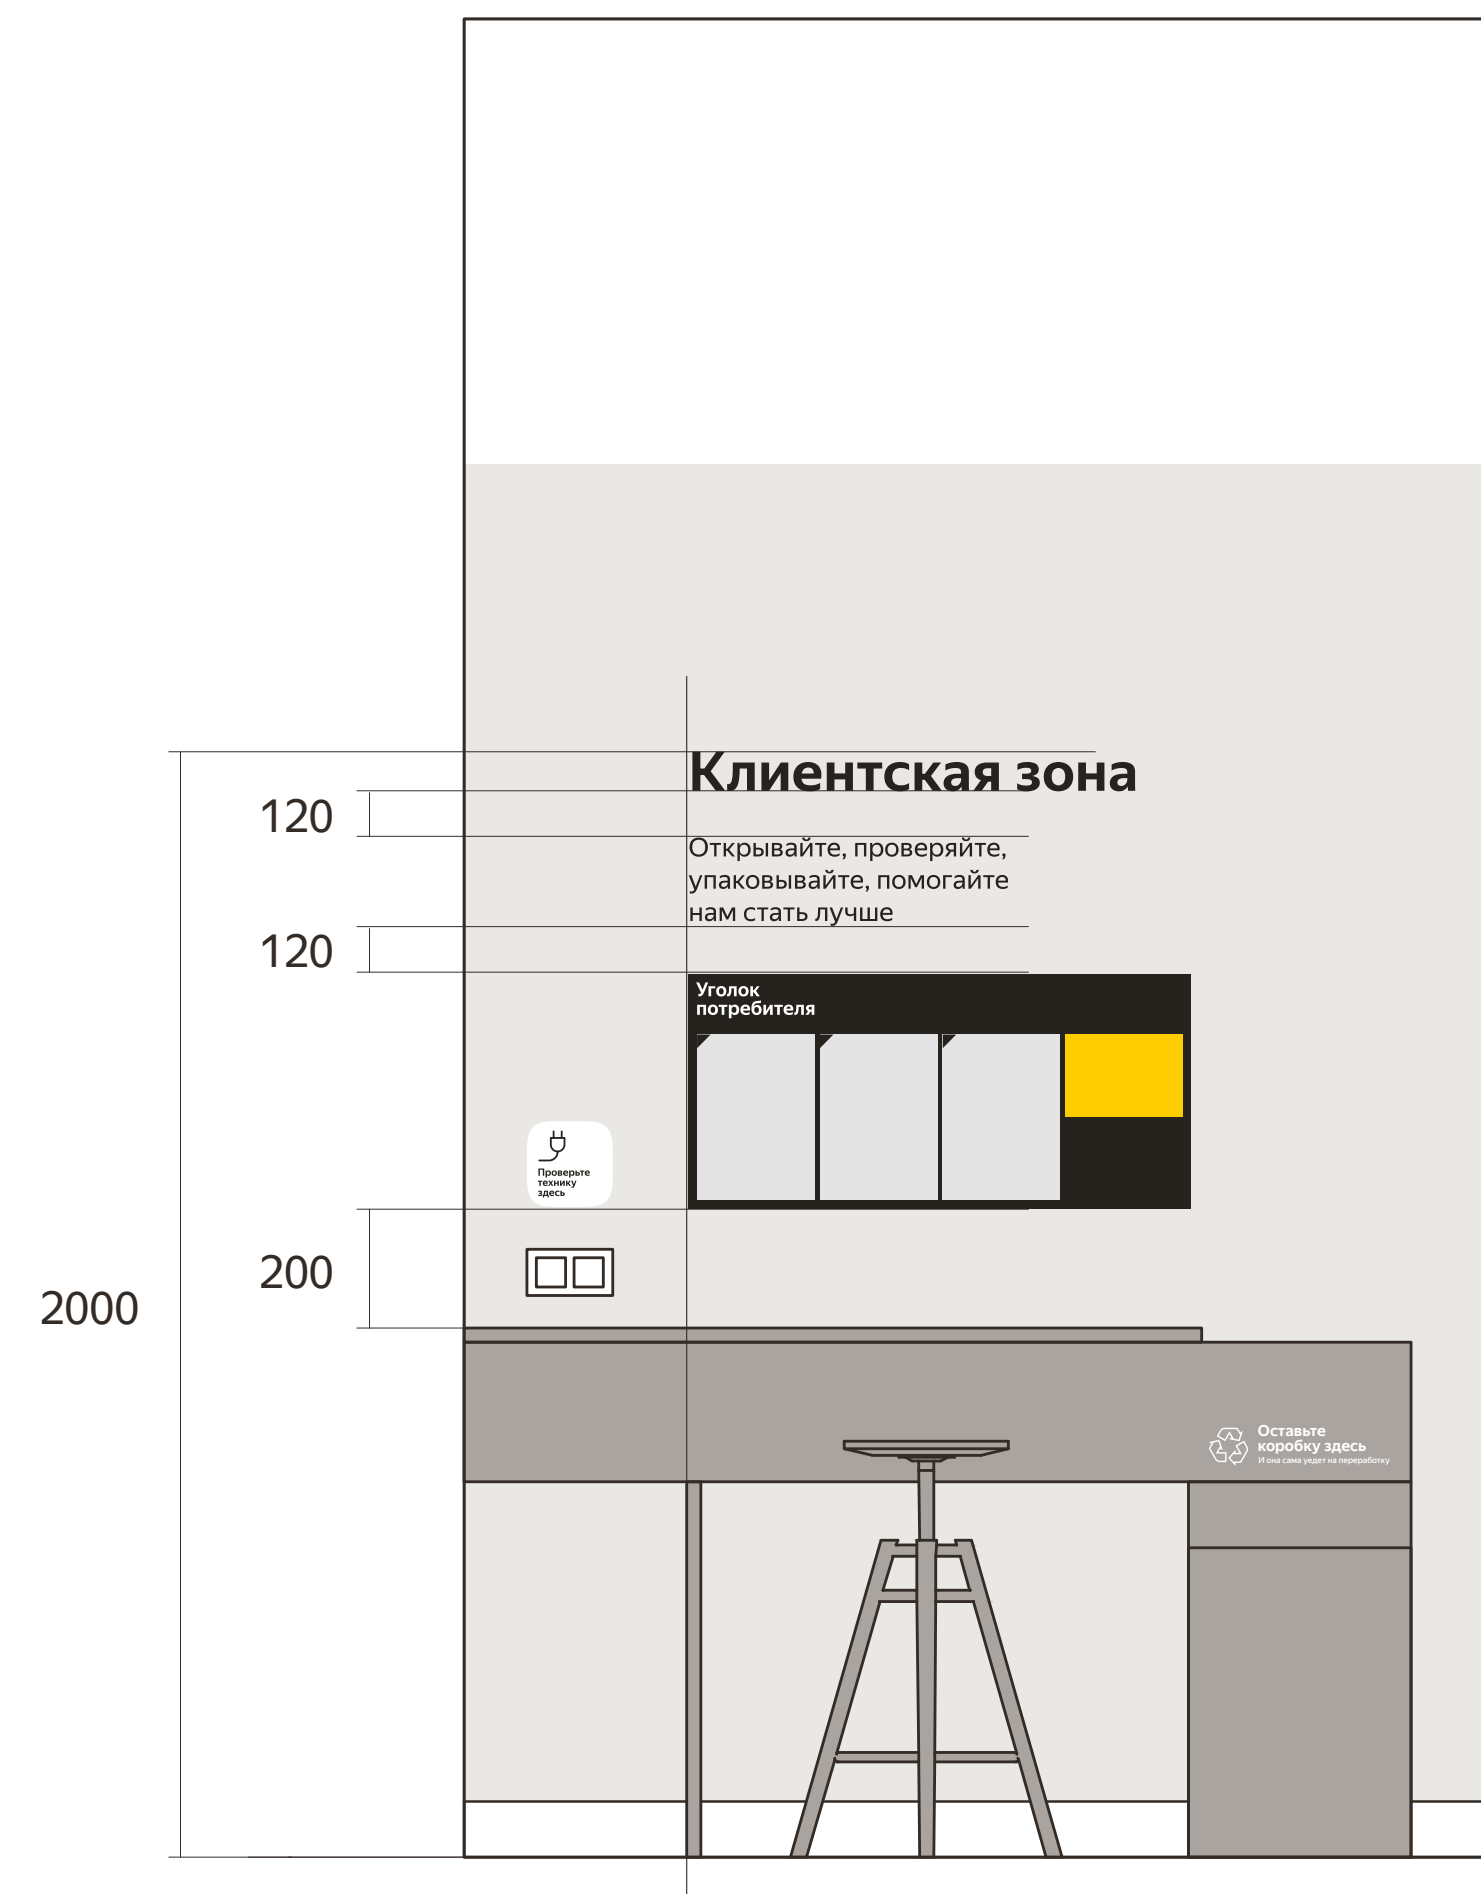 Клиентская зона
120
Открывайте, проверяйте,
упаковывайте, помогайте
нам стать лучше
120
Уголок
потребителя
Проверьте
технику
здесь
200
2000
Оставьте
коробку здесь
И она сама уедет на переработку